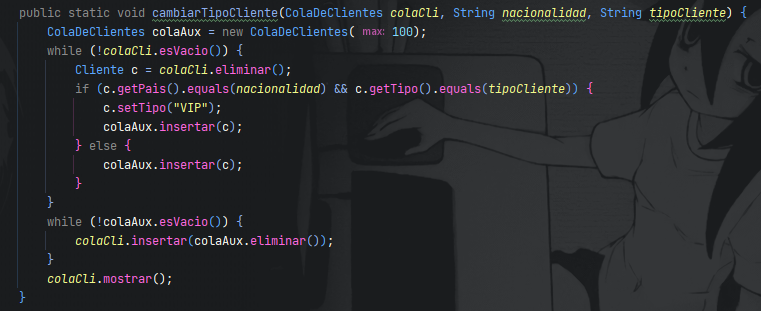 public static void cambiarTipoCliente(ColaDeClientes colaCli, String nacionalidad, String tipoCliente) {
    ColaDeClientes colaAux = new ColaDeClientes( max: 100);
    while (!colaCli.esVacio()) {
        Cliente c = colaCli.eliminar();
        if (c.getPais().equals(nacionalidad) && c.getTipo().equals(tipoCliente)) {
            c.setTipo("VIP");
            colaAux.insertar(c);
        } else {
            colaAux.insertar(c);
        }
    }
    while (!colaAux.esVacio()) {
        colaCli.insertar(colaAux.eliminar());
    }
    colaCli.mostrar();
}